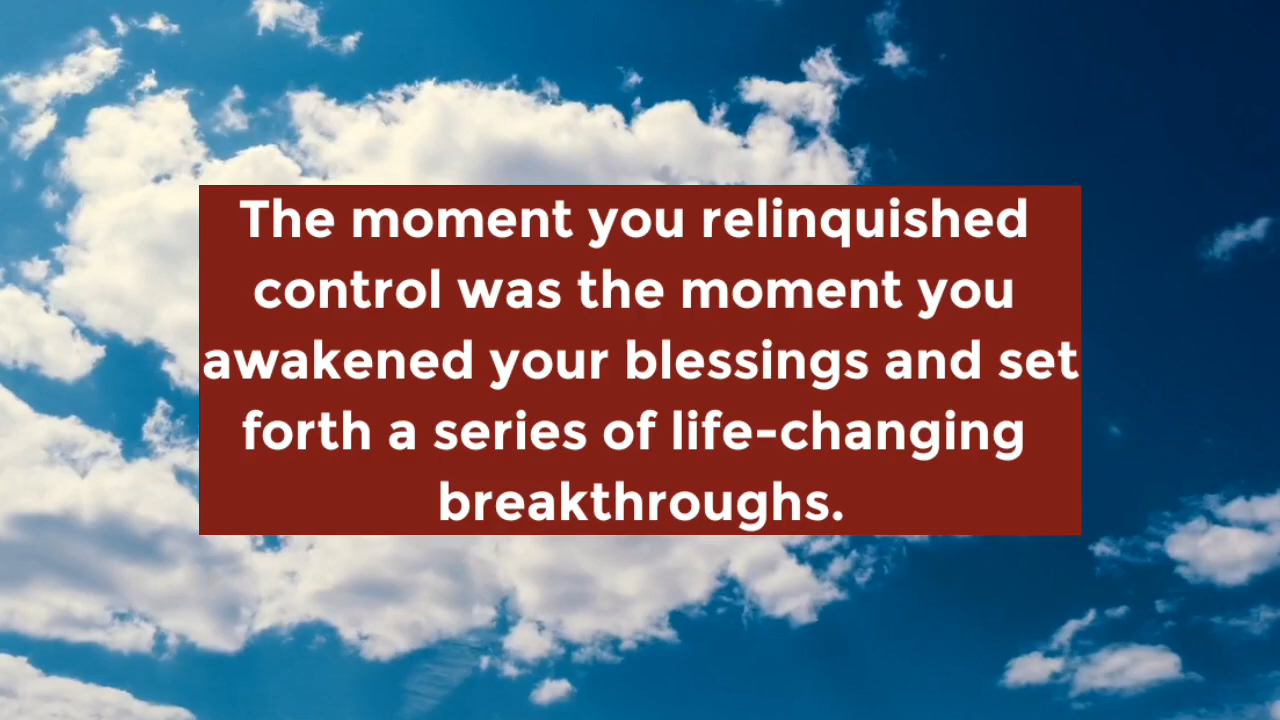 The moment you relinquished
control was the moment you
awakened your blessings and set
forth a series of life-changing
breakthroughs.